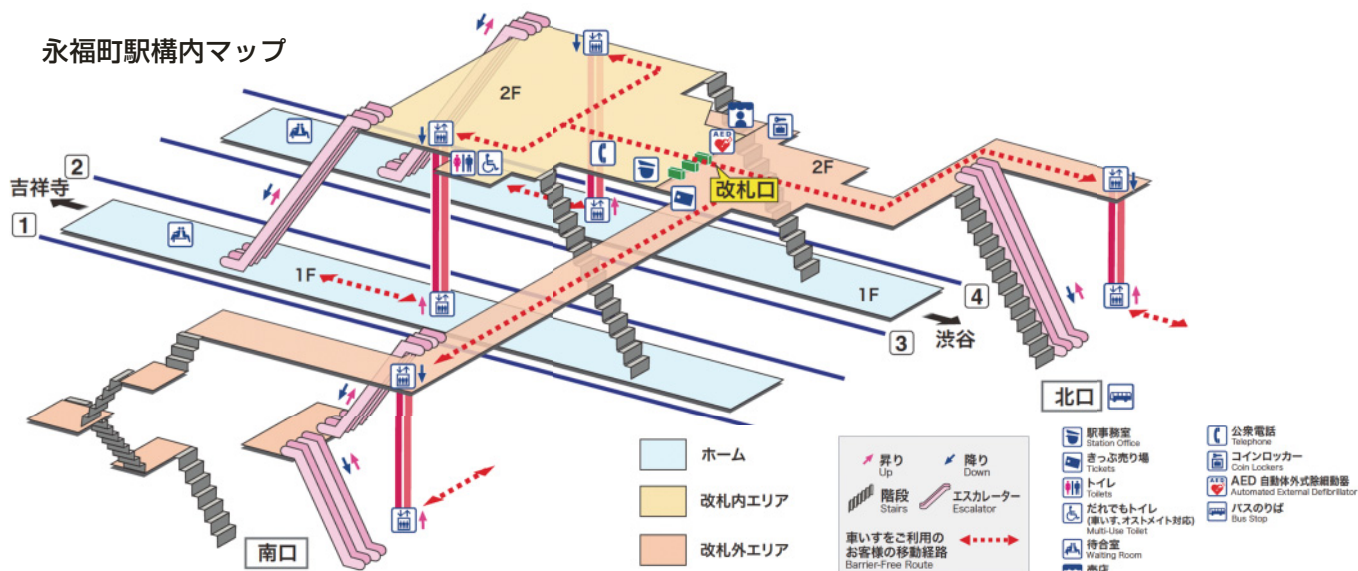 永福町駅構内マップ
2F
2
吉祥寺
1
AED
改札口
2F
1F
1F
4
3
渋谷
北口
南口
ホーム
改札内エリア
改札外エリア
昇り
Up
降り
Down
階段
Stairs
エスカレーター
Escalator
車いすをご利用の
お客様の移動経路
Barrier-Free Route
駅事務室
Station Office
きっぷ売り場
Tickets
トイレ
Toilets
だれでもトイレ
(車いす、オストメイト対応)
Multi-Use Toilet
待合室
Waiting Room
売店
公衆電話
Telephone
コインロッカー
Coin Lockers
AED
AED 自動体外式除細動器
Automated External Defibrillator
バスのりば
Bus Stop